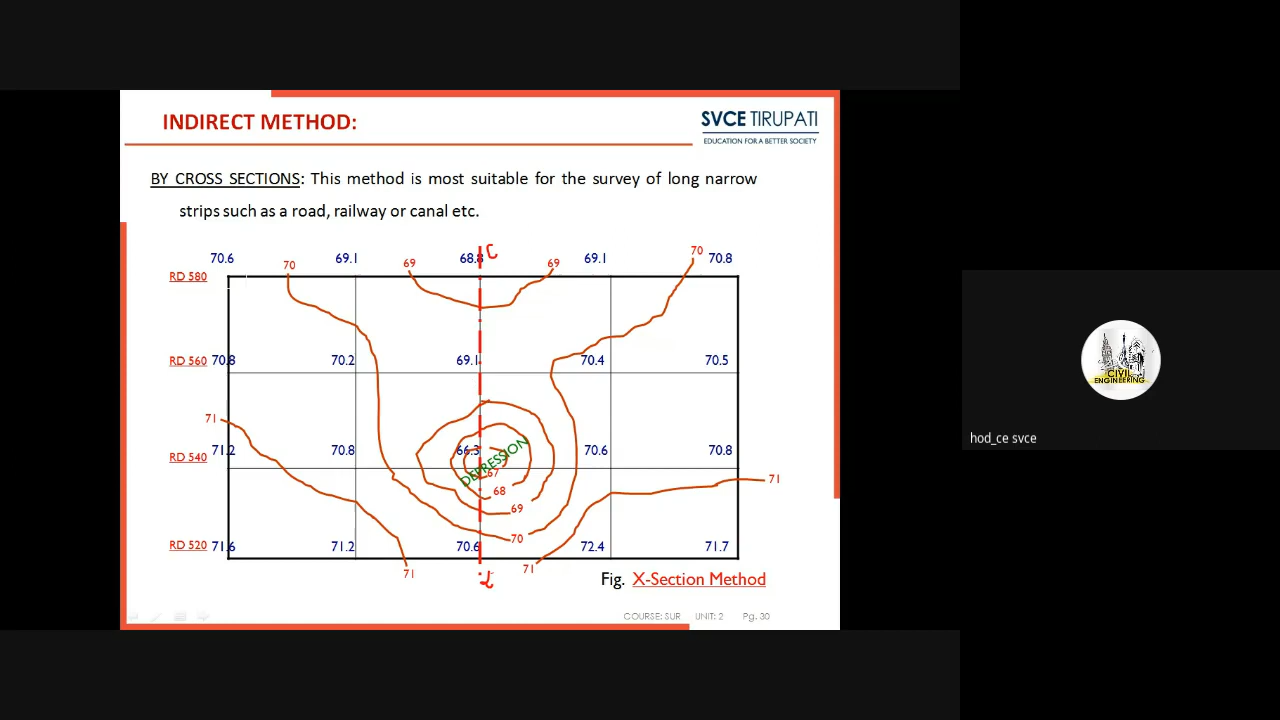 INDIRECT METHOD:
SVCE TIRUPATI
EDUCATION FOR A BETTER SOCIETY
BY CROSS SECTIONS: This method is most suitable for the survey of long narrow
strips such as a road, railway or canal etc.
70.6 70 69.1 69 68.8 C 69 69.1 70 70.8
RD 580
RD 560 70.8 70.2 69.1 70.4 70.5
71
RD 540 71.2 70.8 66.3 70.6 70.8
DEPRESSION
67
71
68
69
70
RD 520 71.6 71.2 70.6 72.4 71.7
71 71
Fig. X-Section Method
COURSE: SUR UNIT: 2 Pg. 30
CIVIL
ENGINEERING
hod_ce svce